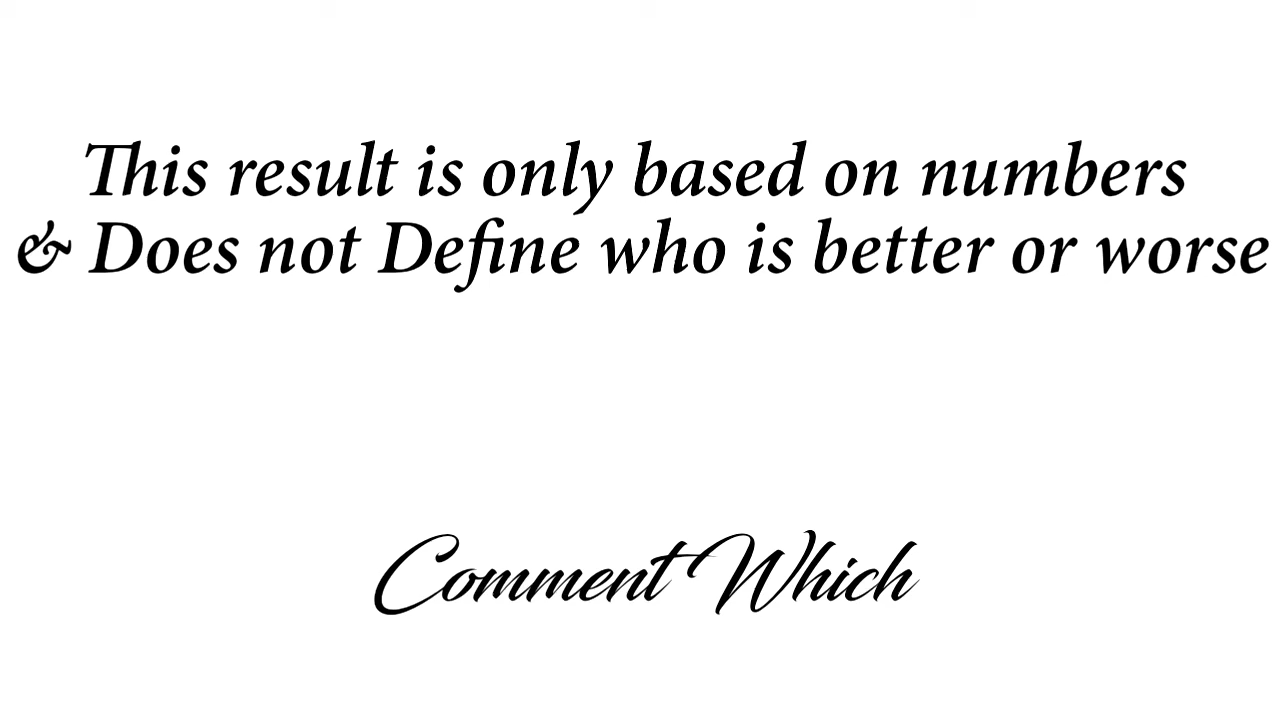 This result is only based on numbers
& Does not Define who is better or worse
Comment Which